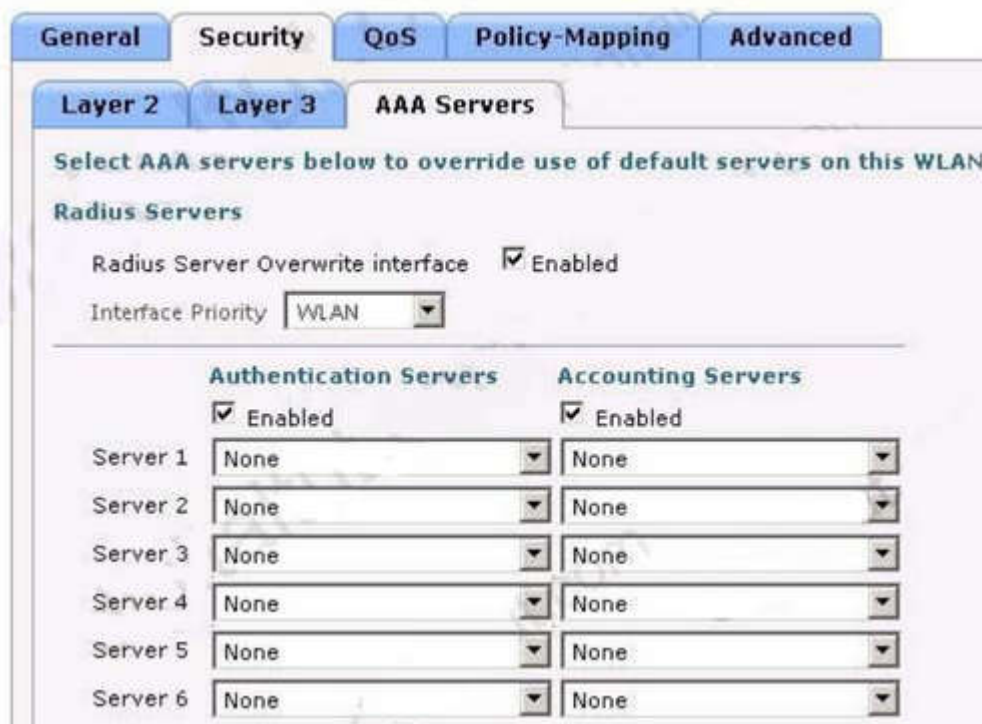 General Security QoS Policy-Mapping Advanced
Layer 2 Layer 3 AAA Servers
Select AAA servers below to override use of default servers on this WLAN
Radius Servers
Radius Server Overwrite interface Enabled
Interface Priority WLAN
Authentication Servers Accounting Servers
Enabled Enabled
Server 1 None None
Server 2 None None
Server 3 None None
Server 4 None None
Server 5 None None
Server 6 None None